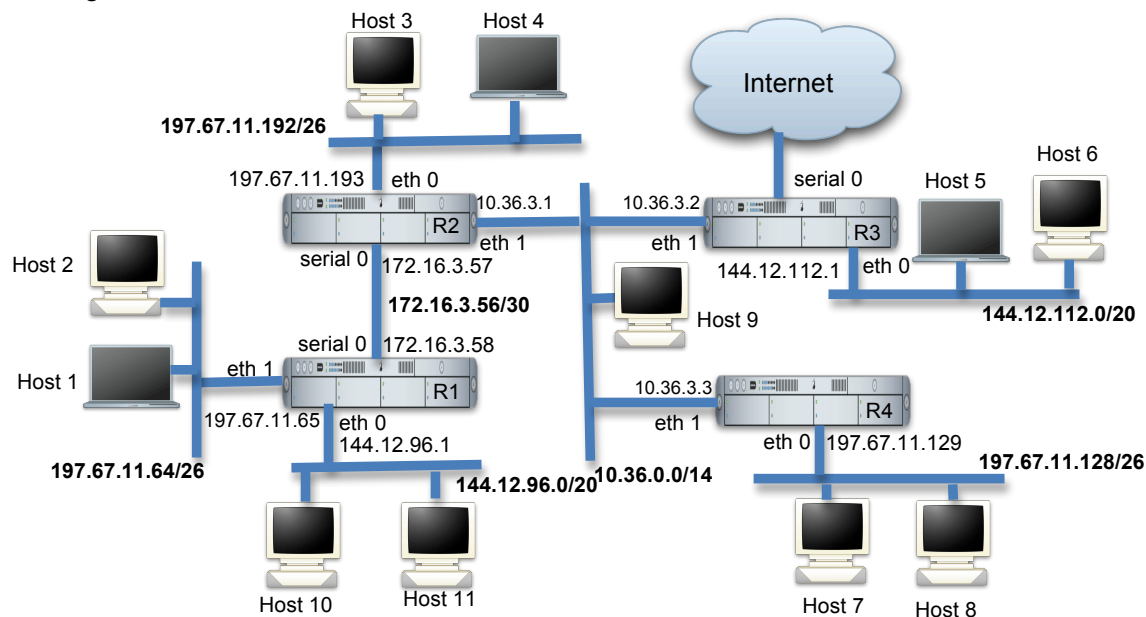 Host 3
Host 4
Internet
197.67.11.192/26
Host 6
197.67.11.193
eth 0
serial 0
Host 5
10.36.3.1
10.36.3.2
R2
R3
eth 1
eth 1
Host 2
serial 0
172.16.3.57
144.12.112.1
eth 0
172.16.3.56/30
144.12.112.0/20
Host 9
serial 0
172.16.3.58
Host 1
eth 1
R1
10.36.3.3
R4
197.67.11.65
eth 0
eth 1
144.12.96.1
eth 0
197.67.11.129
197.67.11.64/26
144.12.96.0/20
10.36.0.0/14
197.67.11.128/26
Host 10
Host 11
Host 7
Host 8